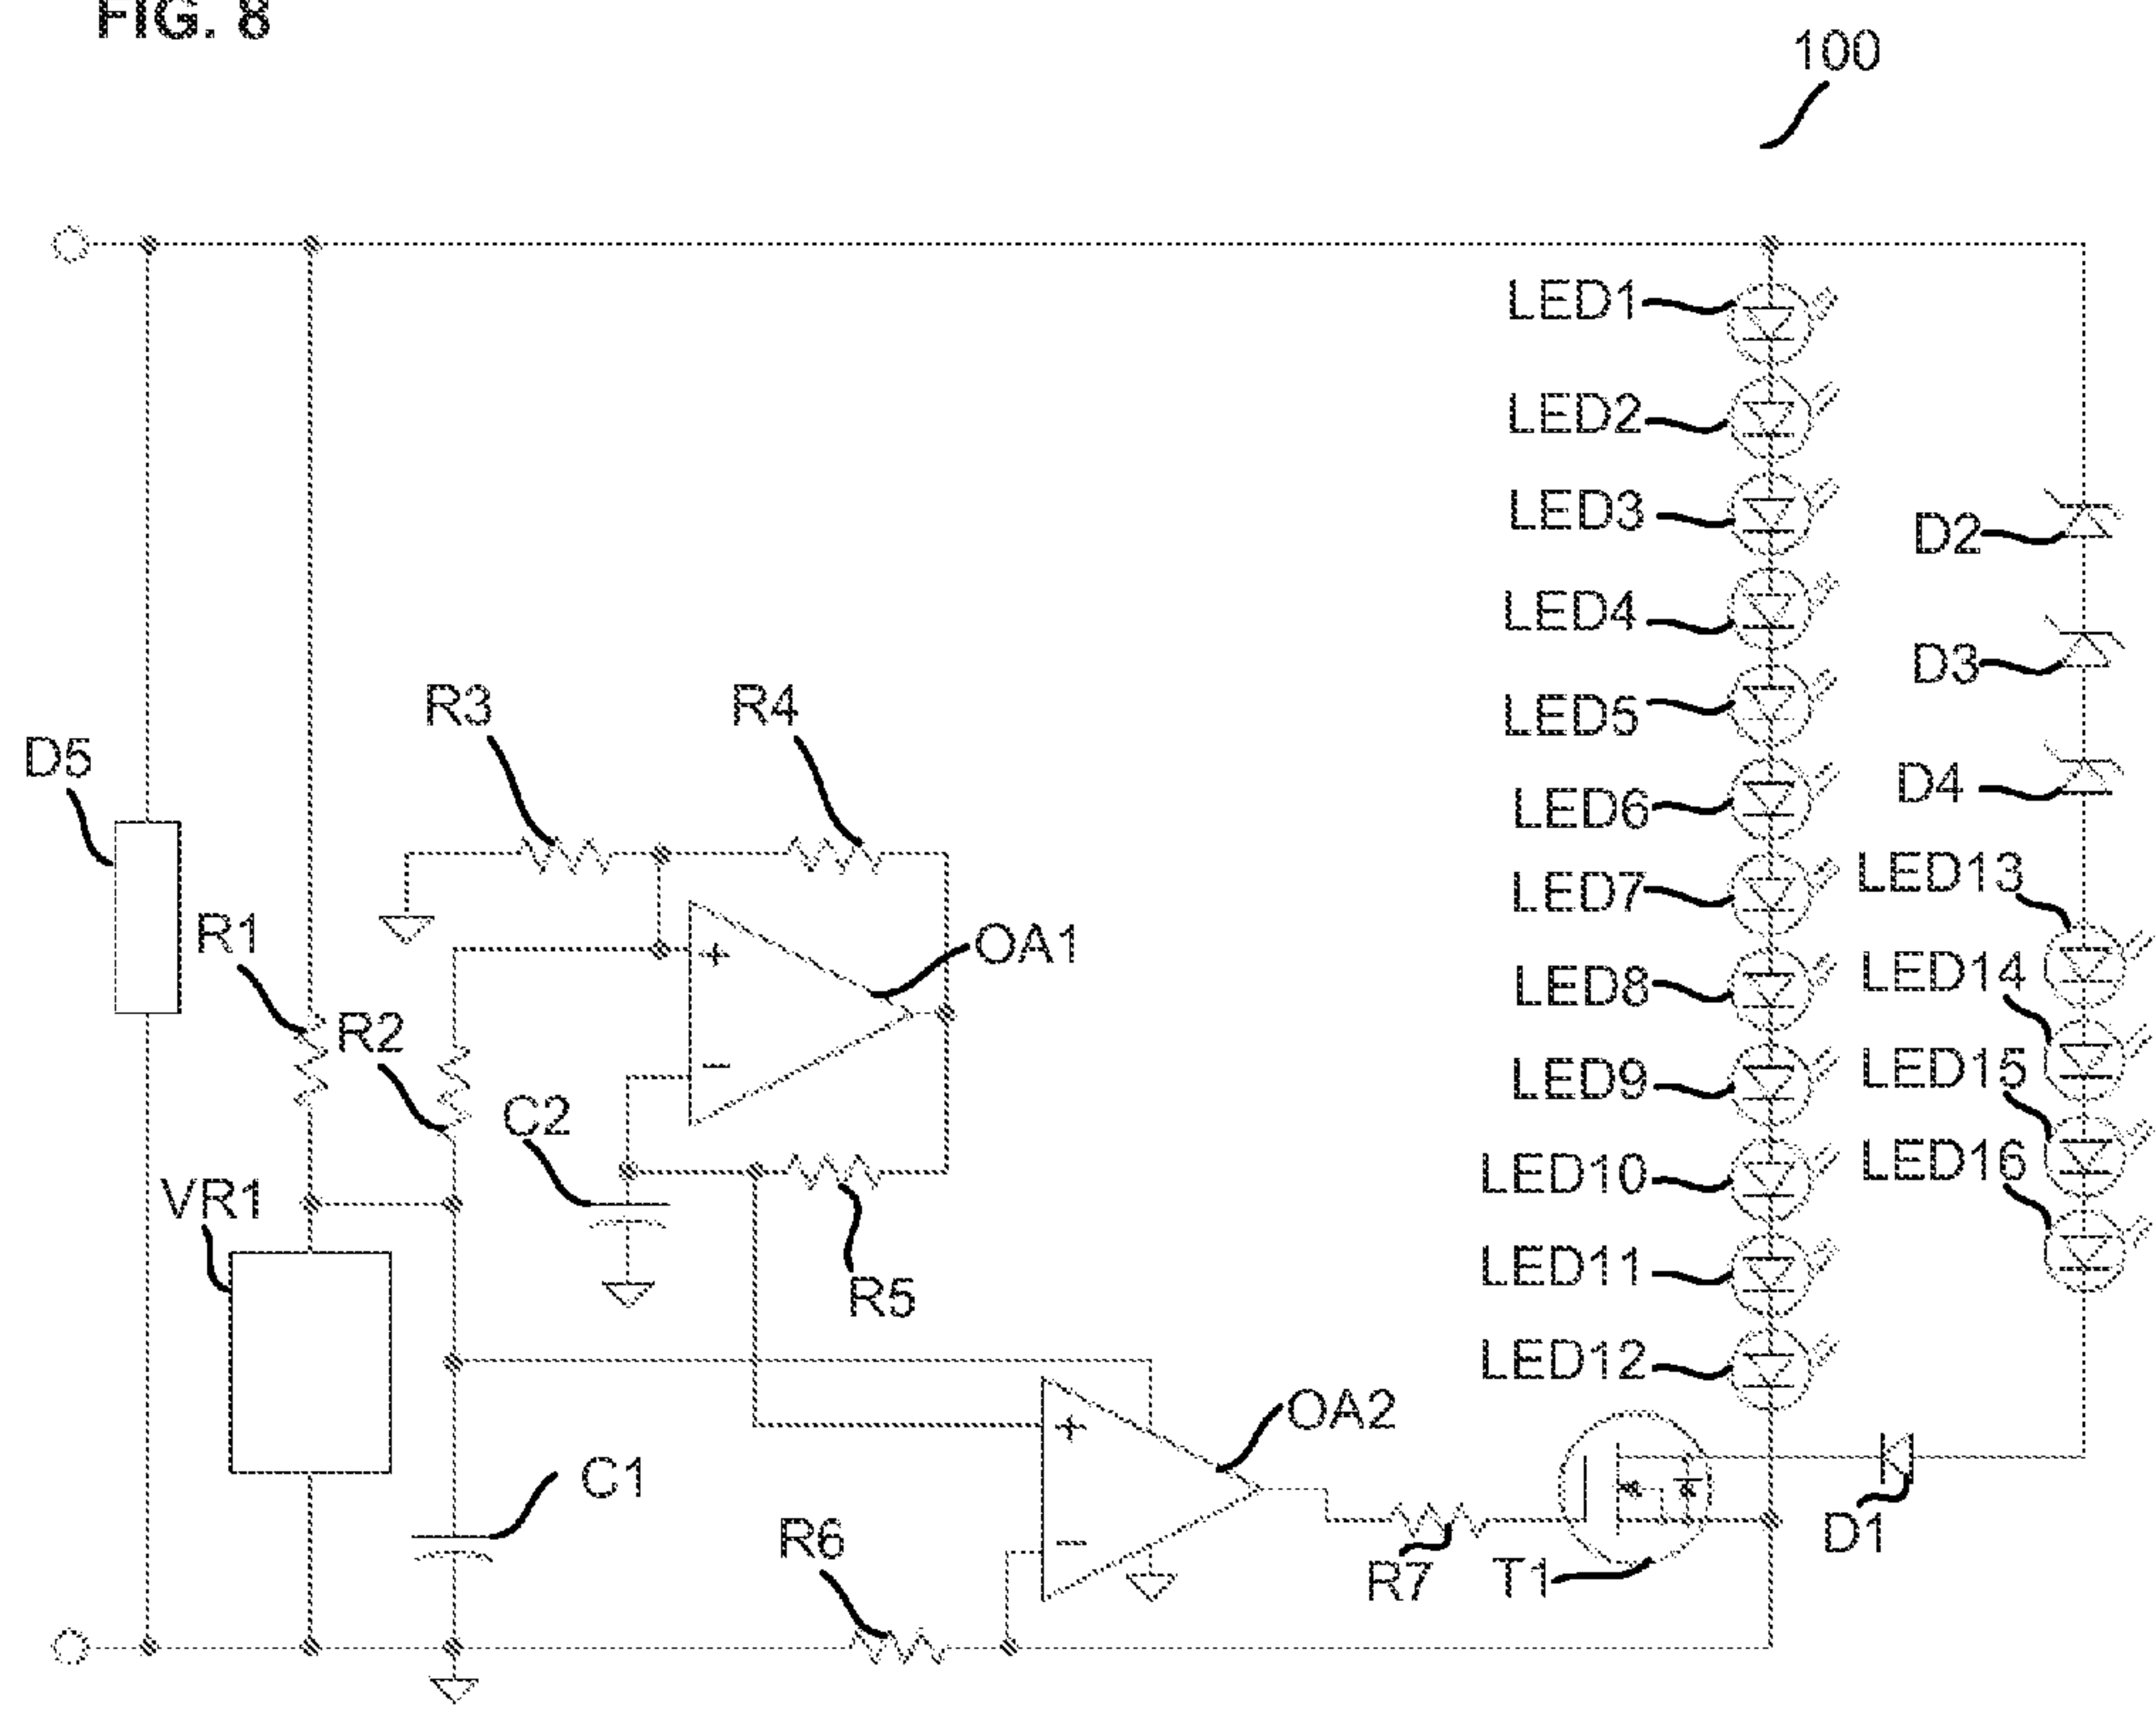 FIG. 8
100
LED1
LED2
LED3
D2
LED4
D3
R3
R4
LED5
D5
LED6
D4
LED7
LED13
R1
OA1
LED8
LED14
R2
+
−
LED9
LED15
C2
LED10
LED16
VR1
LED11
R5
LED12
OA2
+
C1
−
R6
R7
T1
D1